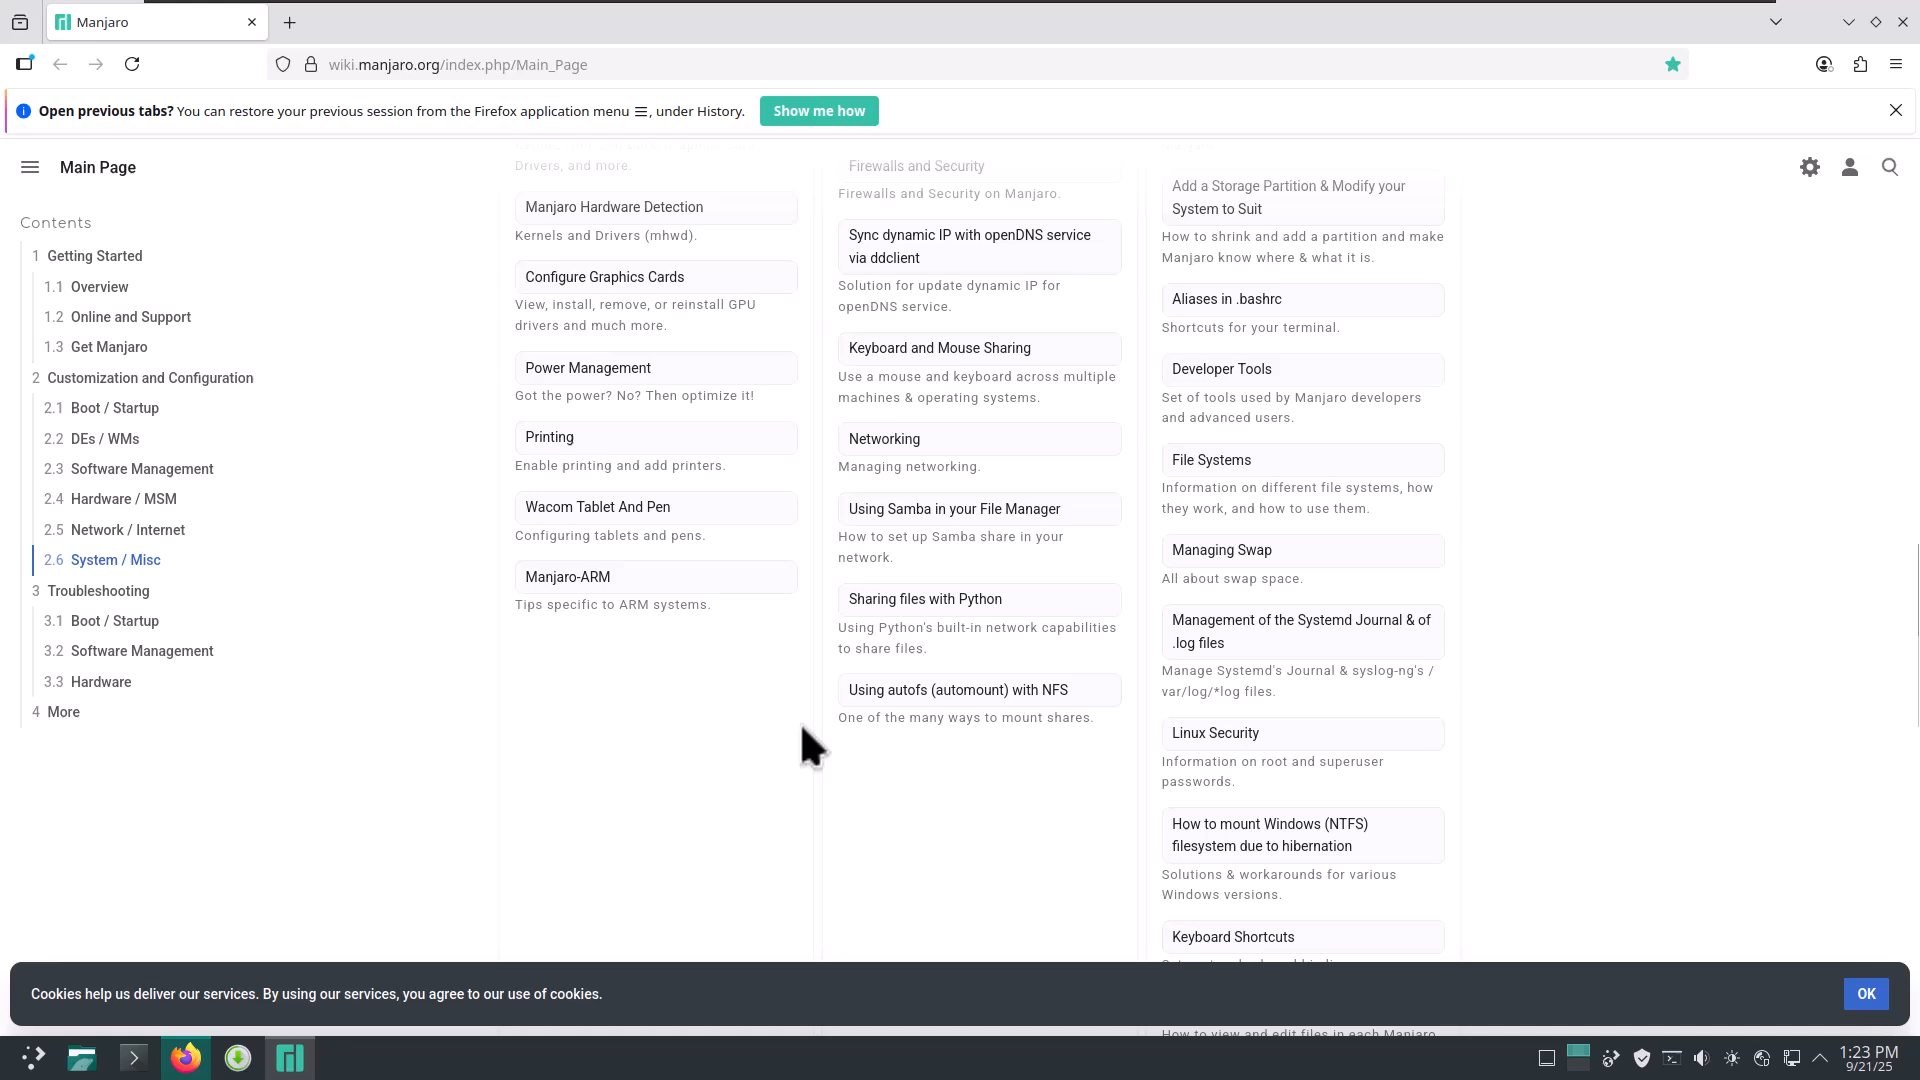 Manjaro
wiki.manjaro.org/index.php/Main_Page
Open previous tabs? You can restore your previous session from the Firefox application menu ☰, under History.
Show me how
Main Page
Contents
1 Getting Started
1.1 Overview
1.2 Online and Support
1.3 Get Manjaro
2 Customization and Configuration
2.1 Boot / Startup
2.2 DEs / WMs
2.3 Software Management
2.4 Hardware / MSM
2.5 Network / Internet
2.6 System / Misc
3 Troubleshooting
3.1 Boot / Startup
3.2 Software Management
3.3 Hardware
4 More
Drivers, and more.
Manjaro Hardware Detection
Kernels and Drivers (mhwd).
Configure Graphics Cards
View, install, remove, or reinstall GPU
drivers and much more.
Power Management
Got the power? No? Then optimize it!
Printing
Enable printing and add printers.
Wacom Tablet And Pen
Configuring tablets and pens.
Manjaro-ARM
Tips specific to ARM systems.
Firewalls and Security
Firewalls and Security on Manjaro.
Sync dynamic IP with openDNS service
via ddclient
Solution for update dynamic IP for
openDNS service.
Keyboard and Mouse Sharing
Use a mouse and keyboard across multiple
machines & operating systems.
Networking
Managing networking.
Using Samba in your File Manager
How to set up Samba share in your
network.
Sharing files with Python
Using Python's built-in network capabilities
to share files.
Using autofs (automount) with NFS
One of the many ways to mount shares.
Add a Storage Partition & Modify your
System to Suit
How to shrink and add a partition and make
Manjaro know where & what it is.
Aliases in .bashrc
Shortcuts for your terminal.
Developer Tools
Set of tools used by Manjaro developers
and advanced users.
File Systems
Information on different file systems, how
they work, and how to use them.
Managing Swap
All about swap space.
Management of the Systemd Journal & of
.log files
Manage Systemd's Journal & syslog-ng's /
var/log/*log files.
Linux Security
Information on root and superuser
passwords.
How to mount Windows (NTFS)
filesystem due to hibernation
Solutions & workarounds for various
Windows versions.
Keyboard Shortcuts
How to view and edit files in each Manjaro
Cookies help us deliver our services. By using our services, you agree to our use of cookies.
OK
1:23 PM
9/21/25